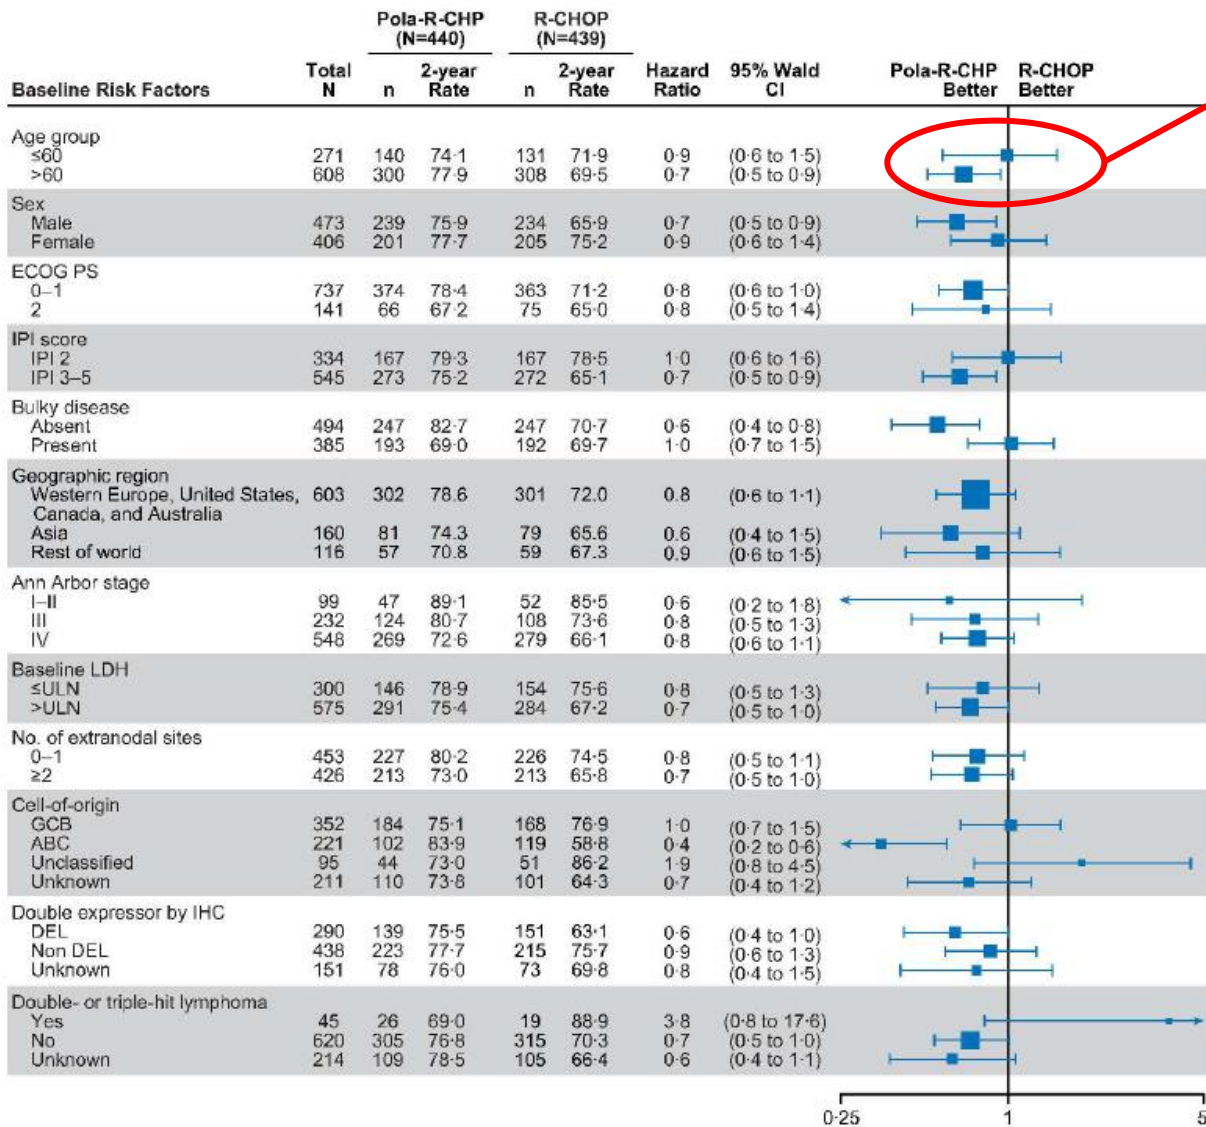 Pola-R-CHP (N=440) R-CHOP (N=439)
Baseline Risk Factors Total N n 2-year Rate n 2-year Rate Hazard Ratio 95% Wald CI Pola-R-CHP Better R-CHOP Better
Age group
≤60 271 140 74·1 131 71·9 0·9 (0·6 to 1·5)
>60 608 300 77·9 308 69·5 0·7 (0·5 to 0·9)
Sex
Male 473 239 75·9 234 65·9 0·7 (0·5 to 0·9)
Female 406 201 77·7 205 75·2 0·9 (0·6 to 1·4)
ECOG PS
0–1 737 374 78·4 363 71·2 0·8 (0·6 to 1·0)
2 141 66 67·2 75 65·0 0·8 (0·5 to 1·4)
IPI score
IPI 2 334 167 79·3 167 78·5 1·0 (0·6 to 1·6)
IPI 3–5 545 273 75·2 272 65·1 0·7 (0·5 to 0·9)
Bulky disease
Absent 494 247 82·7 247 70·7 0·6 (0·4 to 0·8)
Present 385 193 69·0 192 69·7 1·0 (0·7 to 1·5)
Geographic region
Western Europe, United States, 603 302 78.6 301 72.0 0.8 (0·6 to 1·1)
Canada, and Australia
Asia 160 81 74.3 79 65.6 0.6 (0·4 to 1·5)
Rest of world 116 57 70.8 59 67.3 0.9 (0·6 to 1·5)
Ann Arbor stage
I–II 99 47 89·1 52 85·5 0·6 (0·2 to 1·8)
III 232 124 80·7 108 73·6 0·8 (0·5 to 1·3)
IV 548 269 72·6 279 66·1 0·8 (0·6 to 1·1)
Baseline LDH
≤ULN 300 146 78·9 154 75·6 0·8 (0·5 to 1·3)
>ULN 575 291 75·4 284 67·2 0·7 (0·5 to 1·0)
No. of extranodal sites
0–1 453 227 80·2 226 74·5 0·8 (0·5 to 1·1)
≥2 426 213 73·0 213 65·8 0·7 (0·5 to 1·0)
Cell-of-origin
GCB 352 184 75·1 168 76·9 1·0 (0·7 to 1·5)
ABC 221 102 83·9 119 58·8 0·4 (0·2 to 0·6)
Unclassified 95 44 73·0 51 86·2 1·9 (0·8 to 4·5)
Unknown 211 110 73·8 101 64·3 0·7 (0·4 to 1·2)
Double expressor by IHC
DEL 290 139 75·5 151 63·1 0·6 (0·4 to 1·0)
Non DEL 438 223 77·7 215 75·7 0·9 (0·6 to 1·3)
Unknown 151 78 76·0 73 69·8 0·8 (0·4 to 1·5)
Double- or triple-hit lymphoma
Yes 45 26 69·0 19 88·9 3·8 (0·8 to 17·6)
No 620 305 76·8 315 70·3 0·7 (0·5 to 1·0)
Unknown 214 109 78·5 105 66·4 0·6 (0·4 to 1·1)
0·25 1 5